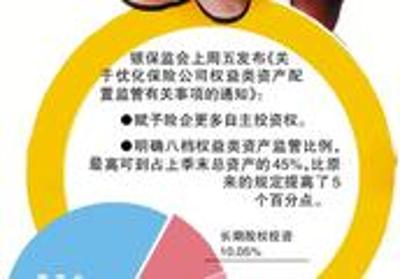 银保监会上周五发布《关
于优化保险公司权益类资产配
置监管有关事项的通知》：
●赋予险企更多自主投资权。
●明确八档权益类资产监管比例，
最高可到占上季末总资产的45%，比原
来的规定提高了5
个百分点。
长期股权投资
10.05%